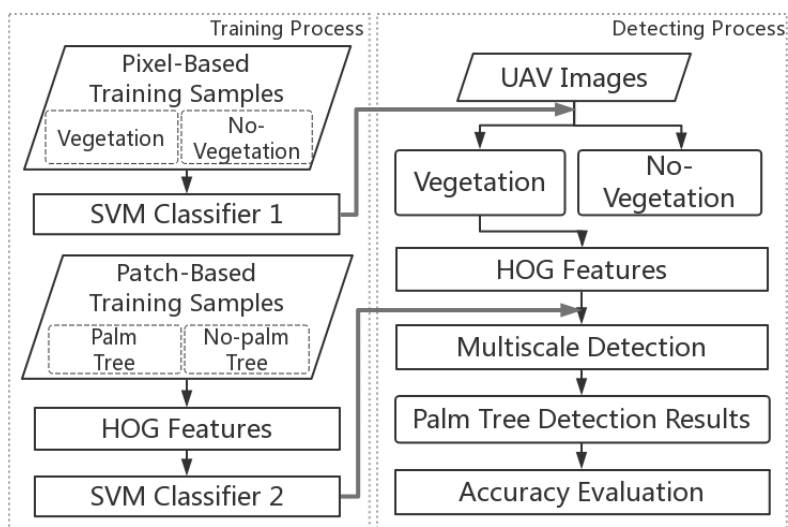 Training Process
Pixel-Based
Training Samples
Vegetation
No-
Vegetation
SVM Classifier 1
Patch-Based
Training Samples
Palm
Tree
No-palm
Tree
HOG Features
SVM Classifier 2
Detecting Process
UAV Images
Vegetation
No-
Vegetation
HOG Features
Multiscale Detection
Palm Tree Detection Results
Accuracy Evaluation